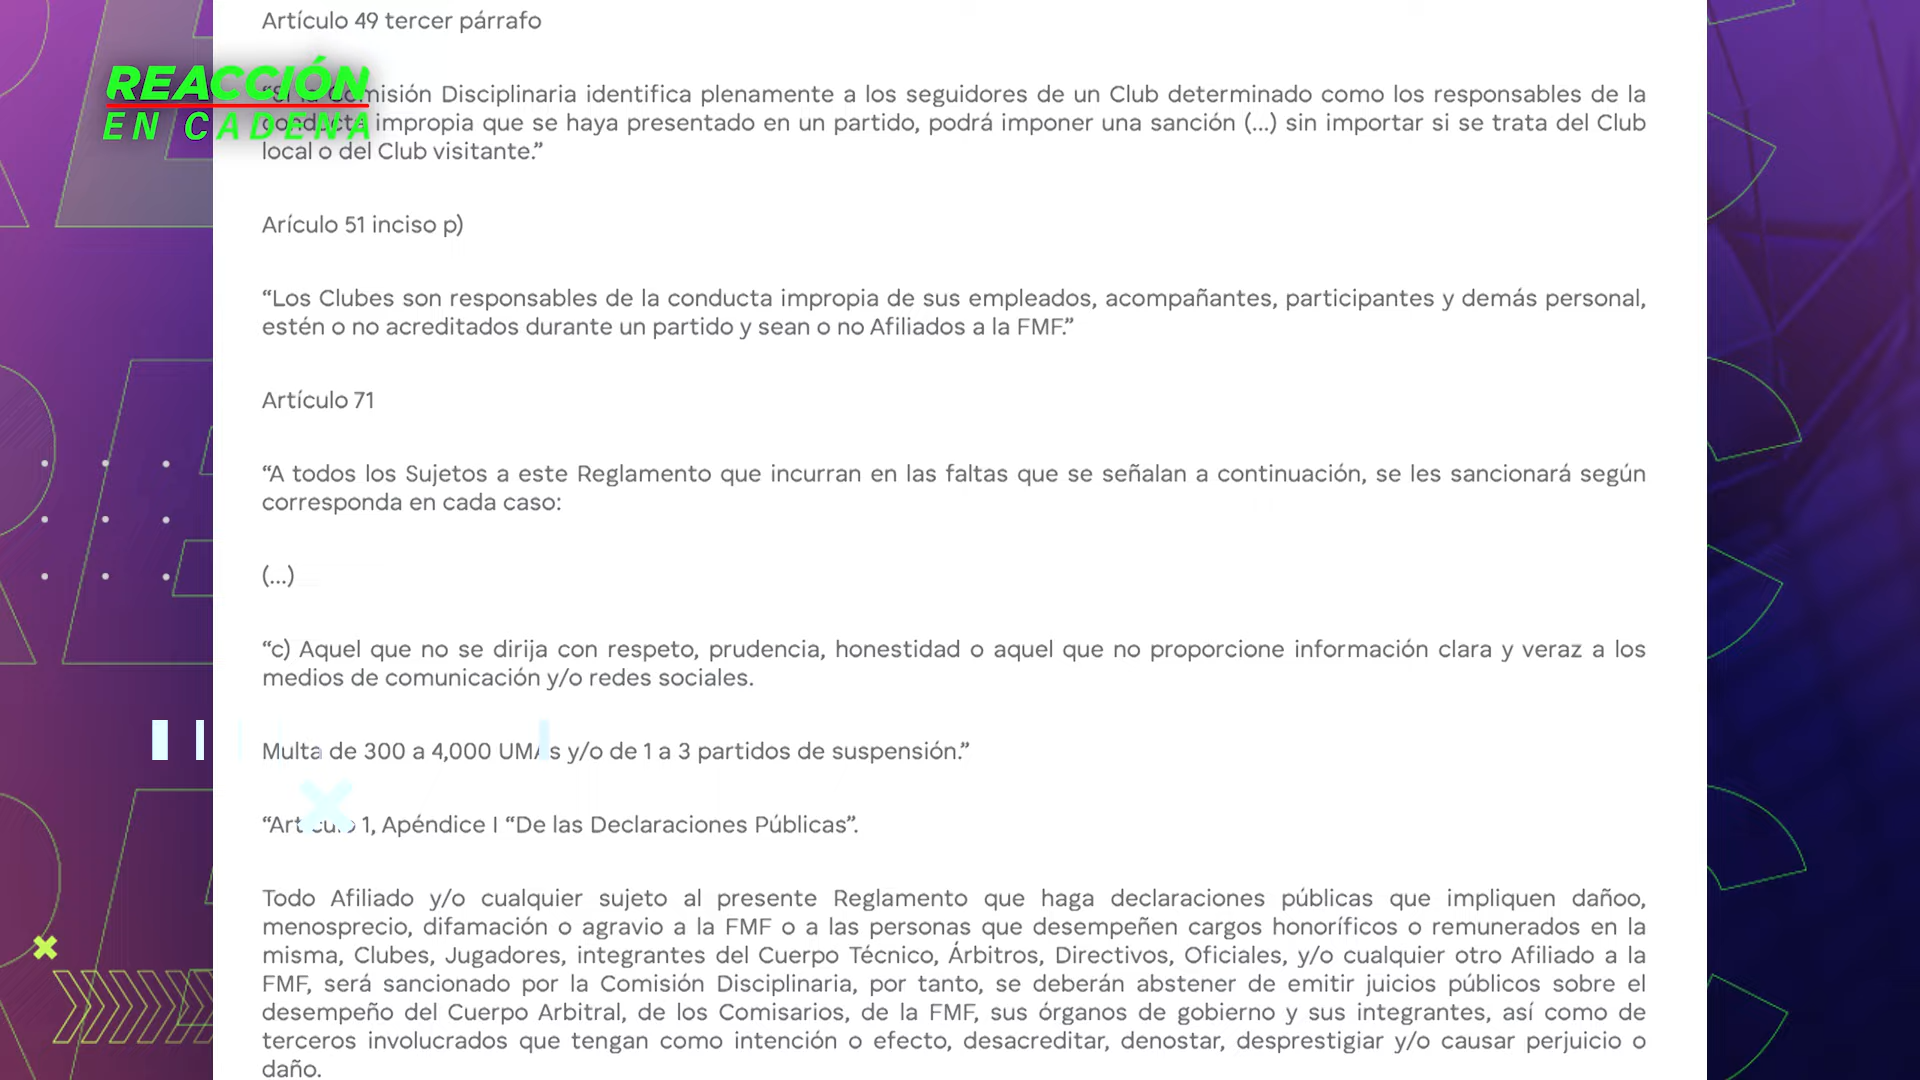 Artículo 49 tercer párrafo
REACCIÓN
EN CADENA
“Si la Comisión Disciplinaria identifica plenamente a los seguidores de un Club determinado como los responsables de la
conducta impropia que se haya presentado en un partido, podrá imponer una sanción (...) sin importar si se trata del Club
local o del Club visitante.”
Arículo 51 inciso p)
“Los Clubes son responsables de la conducta impropia de sus empleados, acompañantes, participantes y demás personal,
estén o no acreditados durante un partido y sean o no Afiliados a la FMF.”
Artículo 71
“A todos los Sujetos a este Reglamento que incurran en las faltas que se señalan a continuación, se les sancionará según
corresponda en cada caso:
(...)
“c) Aquel que no se dirija con respeto, prudencia, honestidad o aquel que no proporcione información clara y veraz a los
medios de comunicación y/o redes sociales.
Multa de 300 a 4,000 UMAs y/o de 1 a 3 partidos de suspensión.”
“Artículo 1, Apéndice I “De las Declaraciones Públicas”.
Todo Afiliado y/o cualquier sujeto al presente Reglamento que haga declaraciones públicas que impliquen dañoo,
menosprecio, difamación o agravio a la FMF o a las personas que desempeñen cargos honoríficos o remunerados en la
misma, Clubes, Jugadores, integrantes del Cuerpo Técnico, Árbitros, Directivos, Oficiales, y/o cualquier otro Afiliado a la
FMF, será sancionado por la Comisión Disciplinaria, por tanto, se deberán abstener de emitir juicios públicos sobre el
desempeño del Cuerpo Arbitral, de los Comisarios, de la FMF, sus órganos de gobierno y sus integrantes, así como de
terceros involucrados que tengan como intención o efecto, desacreditar, denostar, desprestigiar y/o causar perjuicio o
daño.